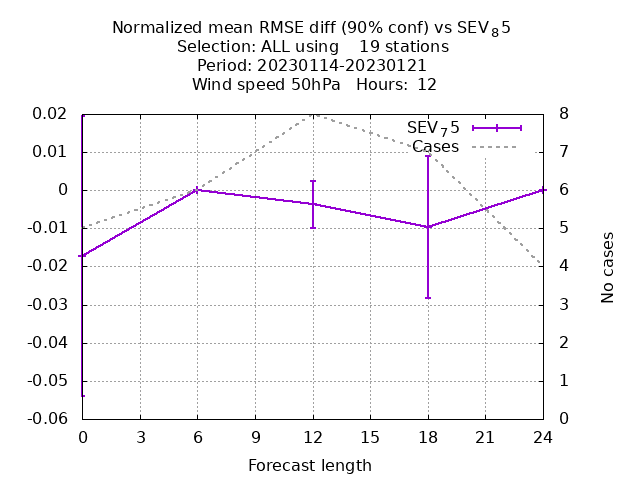 Normalized mean RMSE diff (90% conf) vs SEV₈5
Selection: ALL using    19 stations
Period: 20230114-20230121
Wind speed 50hPa   Hours:  12
0.02
0.01
0
-0.01
-0.02
-0.03
-0.04
-0.05
-0.06
SEV₇5
Cases
8
7
6
5
4
3
2
1
0
No cases
0 3 6 9 12 15 18 21 24
Forecast length